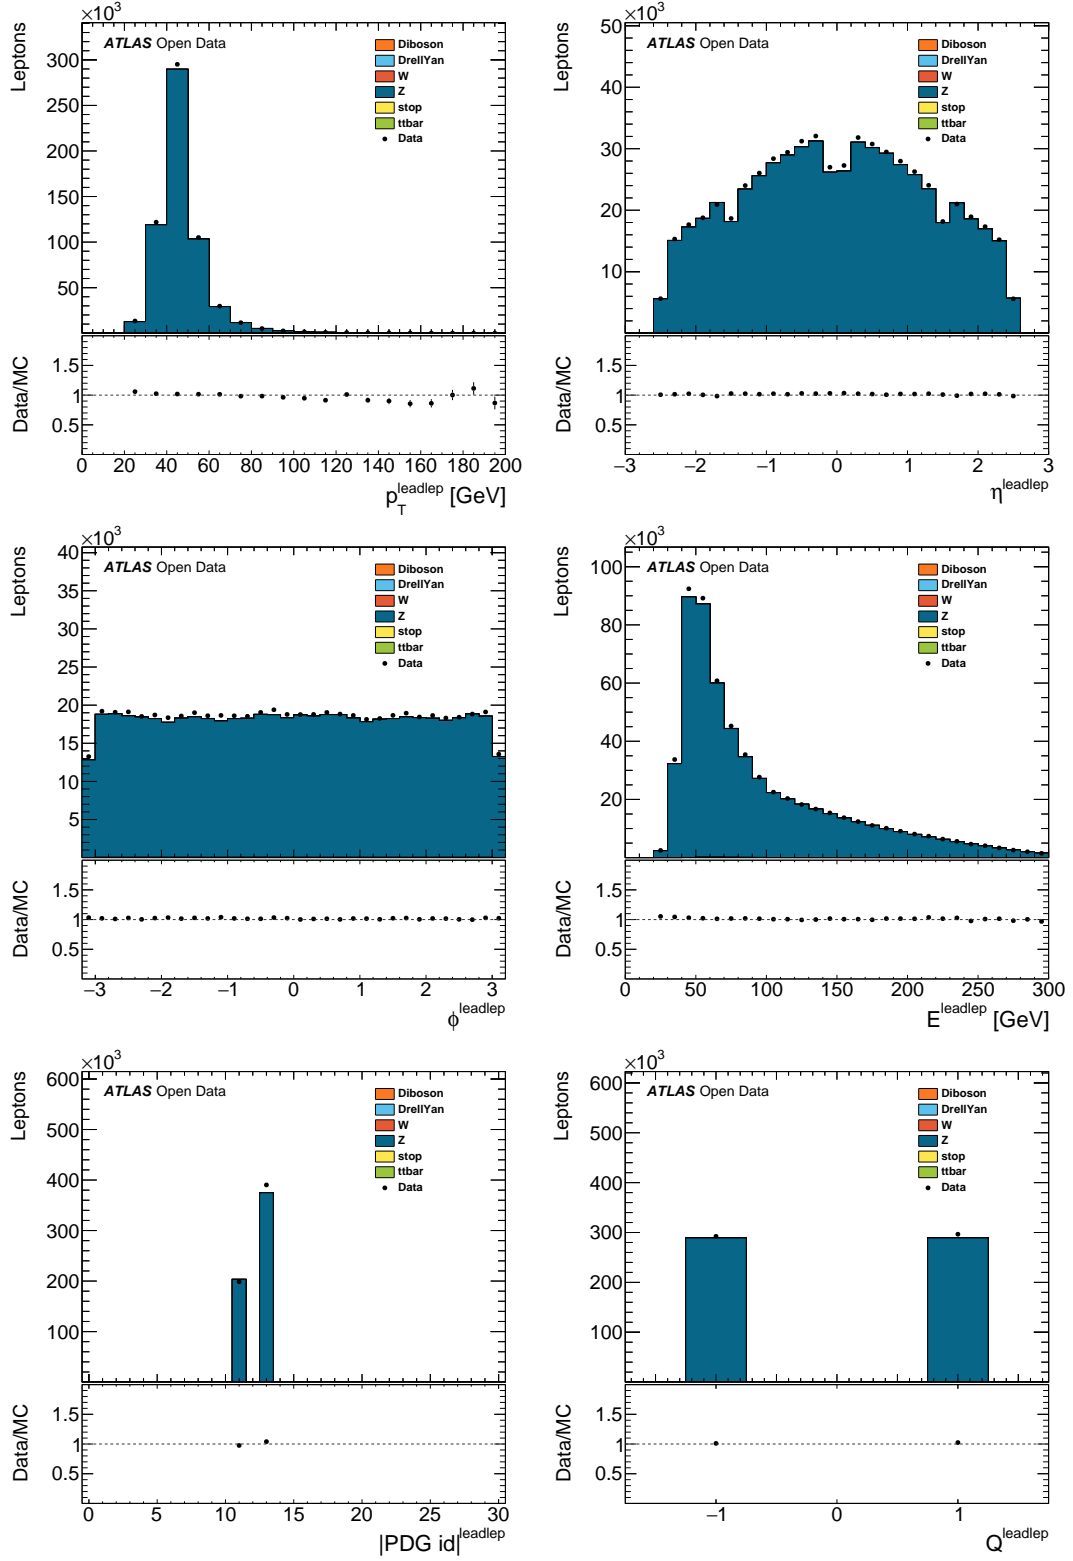 ×10³
Leptons
ATLAS Open Data
Diboson
DrellYan
W
Z
stop
ttbar
Data
300
250
200
150
100
50
Data/MC
1.5
1
0.5
0 20 40 60 80 100 120 140 160 180 200
p_T^leadlep [GeV]
×10³
Leptons
ATLAS Open Data
Diboson
DrellYan
W
Z
stop
ttbar
Data
50
40
30
20
10
Data/MC
1.5
1
0.5
−3 −2 −1 0 1 2 3
η^leadlep
×10³
Leptons
ATLAS Open Data
Diboson
DrellYan
W
Z
stop
ttbar
Data
40
35
30
25
20
15
10
5
Data/MC
1.5
1
0.5
−3 −2 −1 0 1 2 3
ϕ^leadlep
×10³
Leptons
ATLAS Open Data
Diboson
DrellYan
W
Z
stop
ttbar
Data
100
80
60
40
20
Data/MC
1.5
1
0.5
0 50 100 150 200 250 300
E^leadlep [GeV]
×10³
Leptons
ATLAS Open Data
Diboson
DrellYan
W
Z
stop
ttbar
Data
600
500
400
300
200
100
Data/MC
1.5
1
0.5
0 5 10 15 20 25 30
|PDG id|^leadlep
×10³
Leptons
ATLAS Open Data
Diboson
DrellYan
W
Z
stop
ttbar
Data
600
500
400
300
200
100
Data/MC
1.5
1
0.5
−1 0 1
Q^leadlep